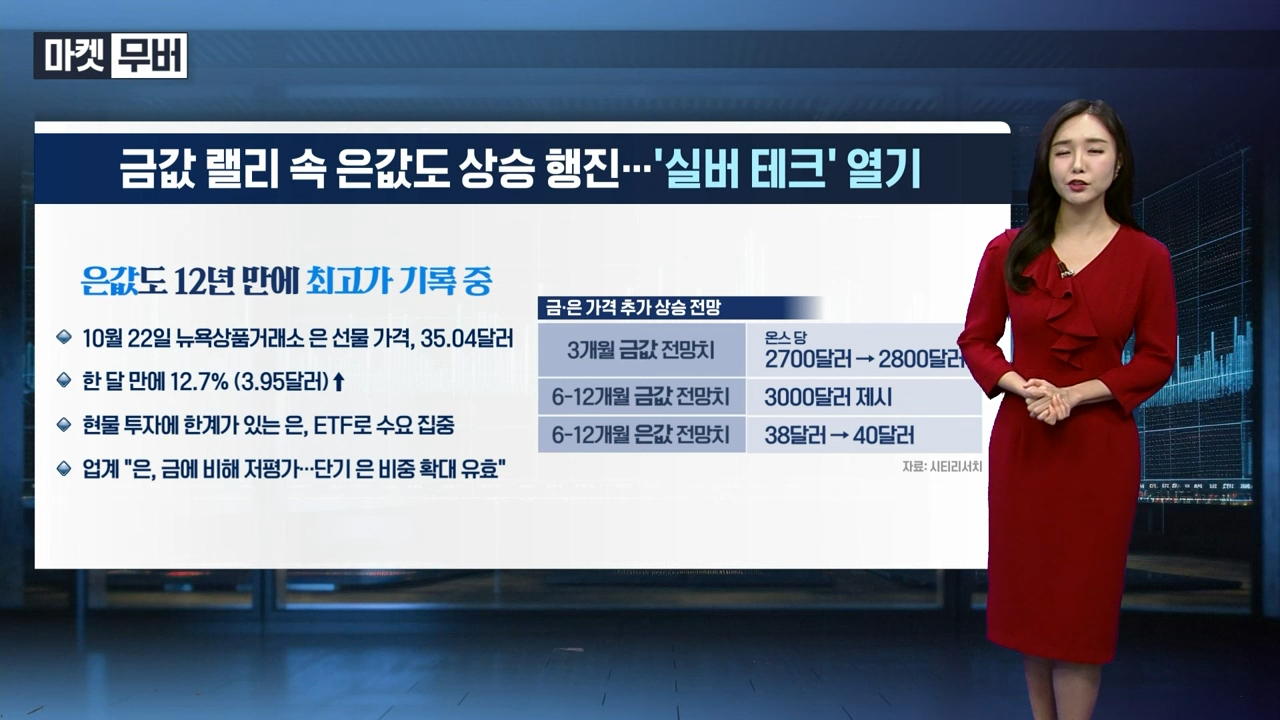 마켓 무버
금값 랠리 속 은값도 상승 행진…'실버 테크' 열기
은값도 12년 만에 최고가 기록 중
10월 22일 뉴욕상품거래소 은 선물 가격, 35.04달러
한 달 만에 12.7% (3.95달러)⬆
현물 투자에 한계가 있는 은, ETF로 수요 집중
업계 "은, 금에 비해 저평가…단기 은 비중 확대 유효"
금·은 가격 추가 상승 전망
3개월 금값 전망치
온스 당
2700달러 → 2800달러
6-12개월 금값 전망치
3000달러 제시
6-12개월 은값 전망치
38달러 → 40달러
자료: 시티리서치